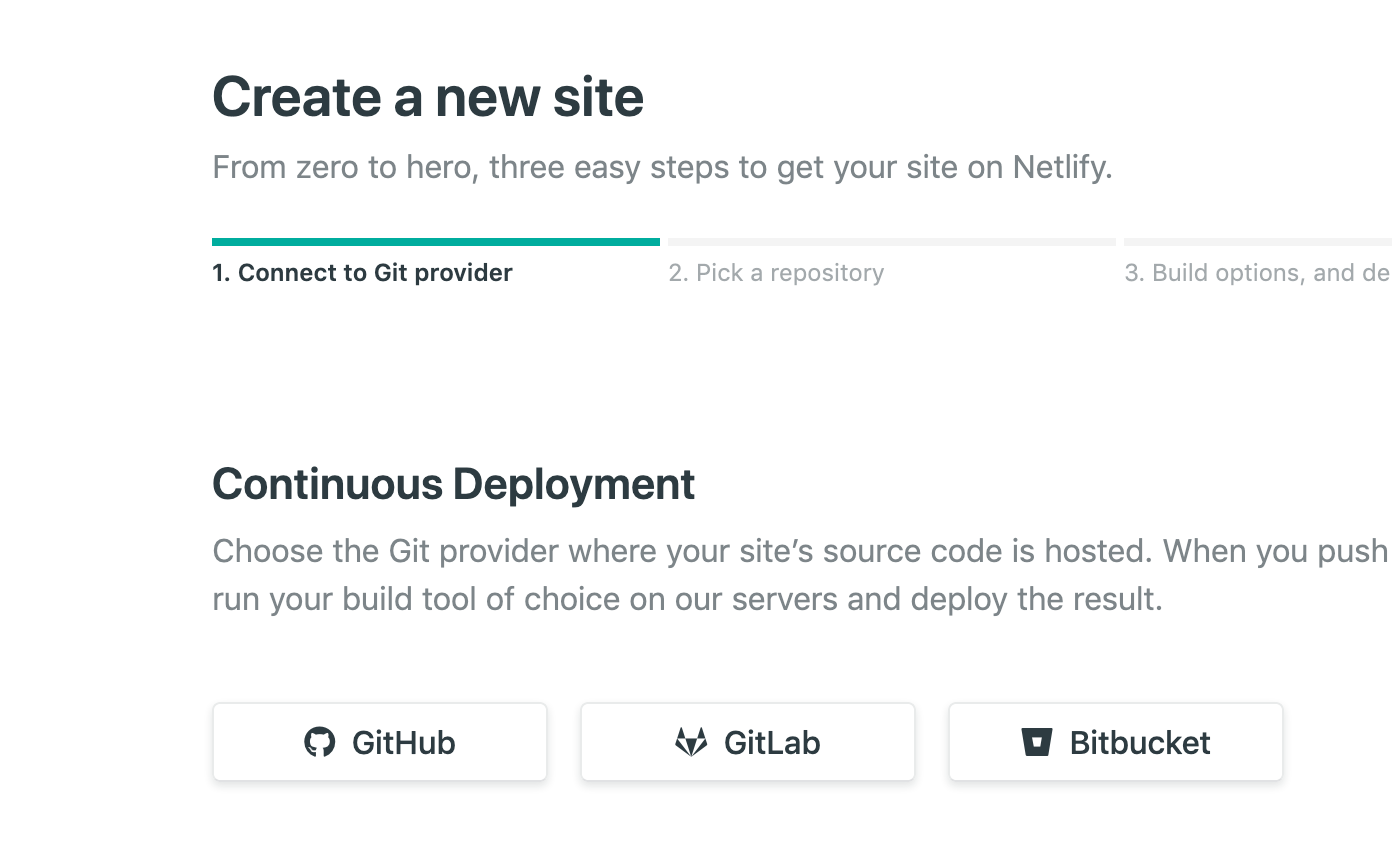 Create a new site
From zero to hero, three easy steps to get your site on Netlify.
1. Connect to Git provider
2. Pick a repository
3. Build options, and de
Continuous Deployment
Choose the Git provider where your site’s source code is hosted. When you push
run your build tool of choice on our servers and deploy the result.
GitHub
GitLab
Bitbucket